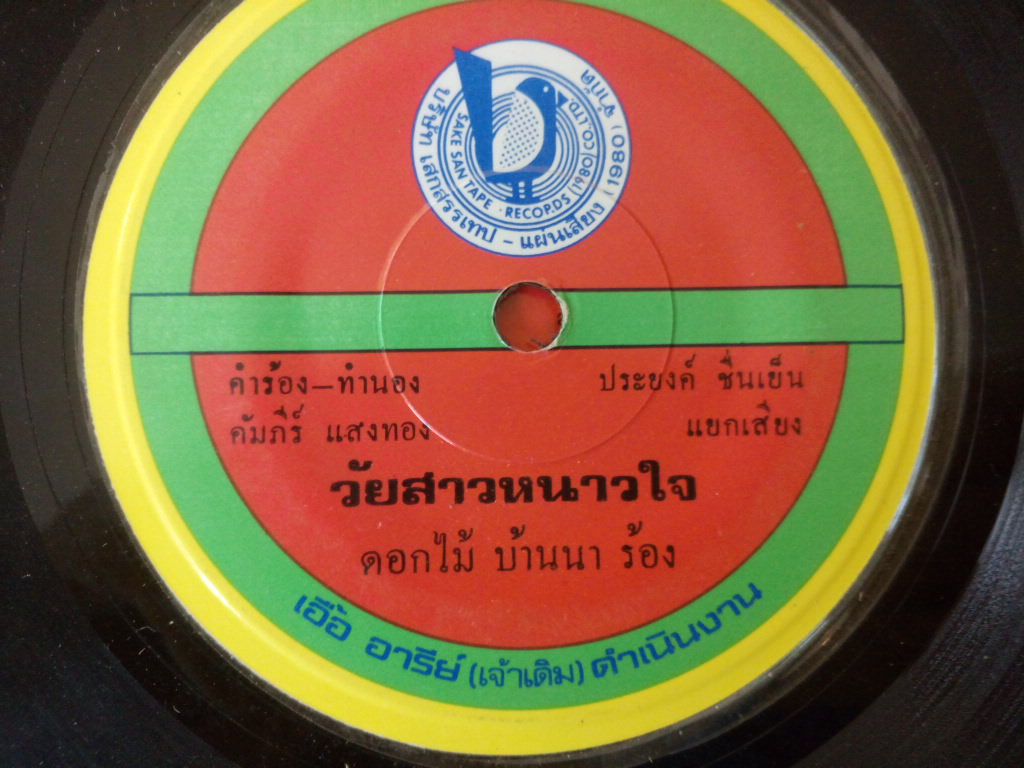 บริษัท เสกสรรเทป - แผ่นเสียง (1980) จำกัด
SAKE SAN TAPE · RECORDS (1980) CO., LTD.
คำร้อง–ทำนอง
คัมภีร์ แสงทอง
ประยงค์ ชื่นเย็น
แยกเสียง
วัยสาวหนาวใจ
ดอกไม้ บ้านนา ร้อง
เอื้อ อารีย์ (เจ้าเดิม) ดำเนินงาน